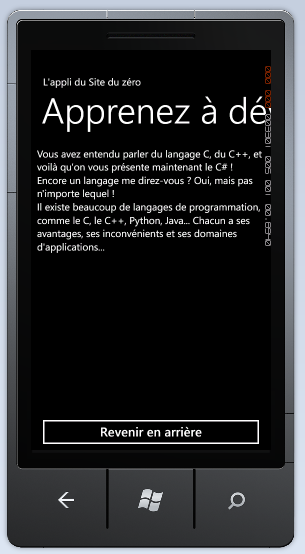 L'appli du Site du zéro
Apprenez à dé
Vous avez entendu parler du langage C, du C++, et
voilà qu'on vous présente maintenant le C# !
Encore un langage me direz-vous ? Oui, mais pas
n'importe lequel !
Il existe beaucoup de langages de programmation,
comme le C, le C++, Python, Java... Chacun a ses
avantages, ses inconvénients et ses domaines
d'applications...
Revenir en arrière